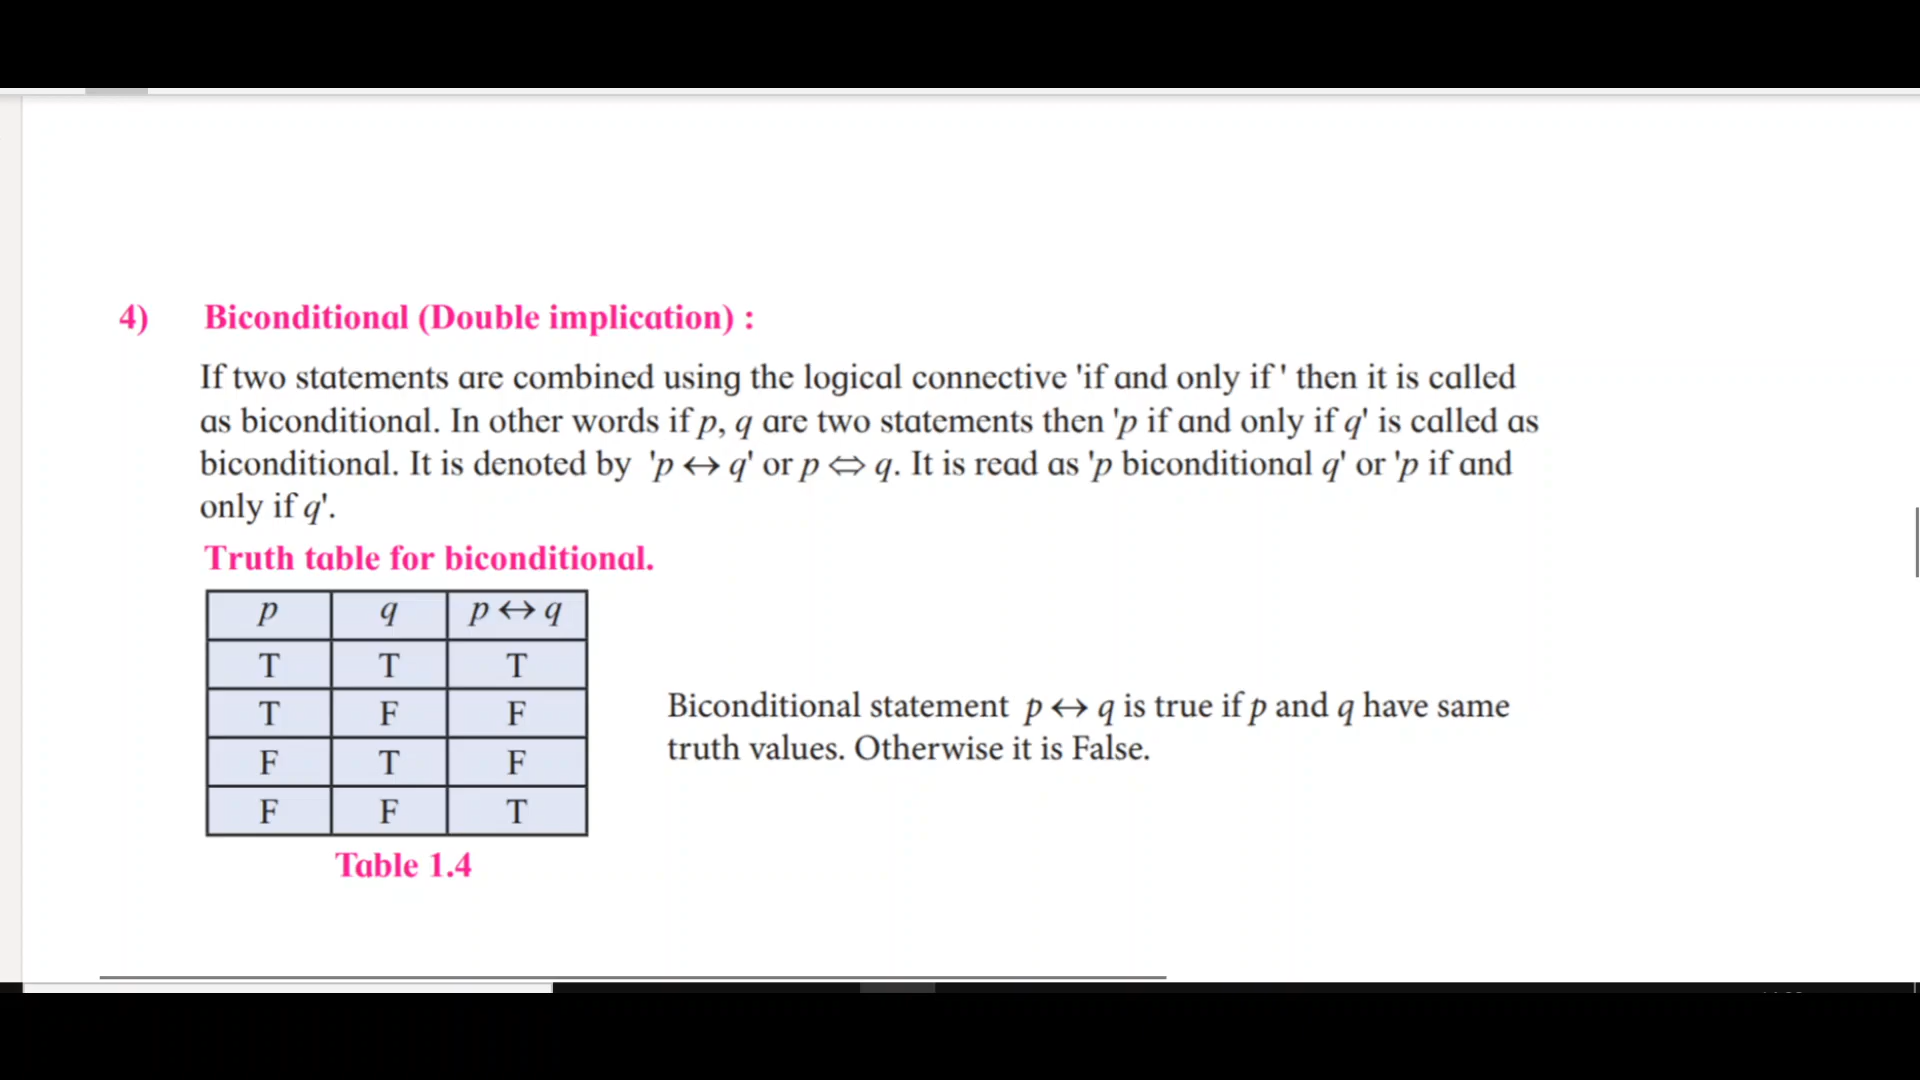 4) Biconditional (Double implication) :
If two statements are combined using the logical connective 'if and only if ' then it is called
as biconditional. In other words if p, q are two statements then 'p if and only if q' is called as
biconditional. It is denoted by 'p ↔ q' or p ⇔ q. It is read as 'p biconditional q' or 'p if and
only if q'.
Truth table for biconditional.
p q p ↔ q
T T T
T F F
F T F
F F T
Biconditional statement p ↔ q is true if p and q have same
truth values. Otherwise it is False.
Table 1.4